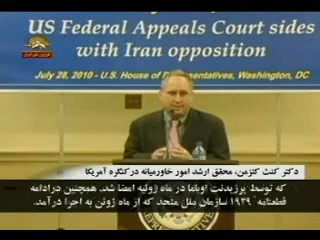 US Federal Appeals Court sides
with Iran opposition
July 28, 2010 - U.S. House of Representatives, Washington, DC
دکتر کنت کتزمن، محقق ارشد امور خاورمیانه درکنگره آمریکا
که توسط پرزیدنت اوباما در ماه ژوئیه امضا شد. همچنین درادامه
قطعنامه ۱۹۲۹ سازمان ملل متحد که از ماه ژوئن به اجرا درآمد.